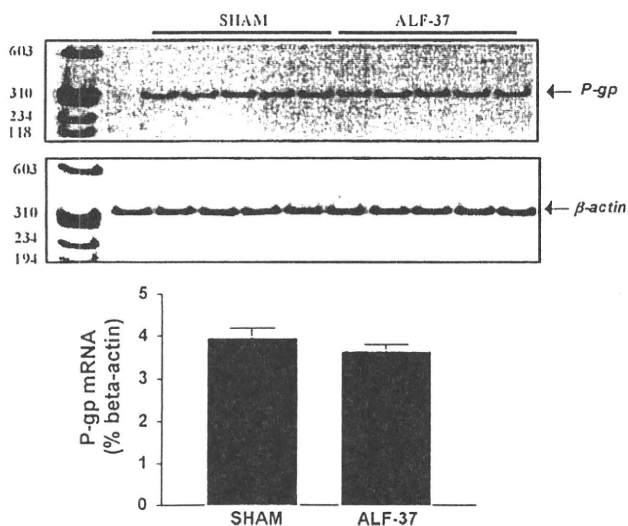 SHAM ALF-37
603
310
234
118
P-gp
603
310
234
194
β-actin
P-gp mRNA
(% beta-actin)
5
4
3
2
1
0
SHAM ALF-37